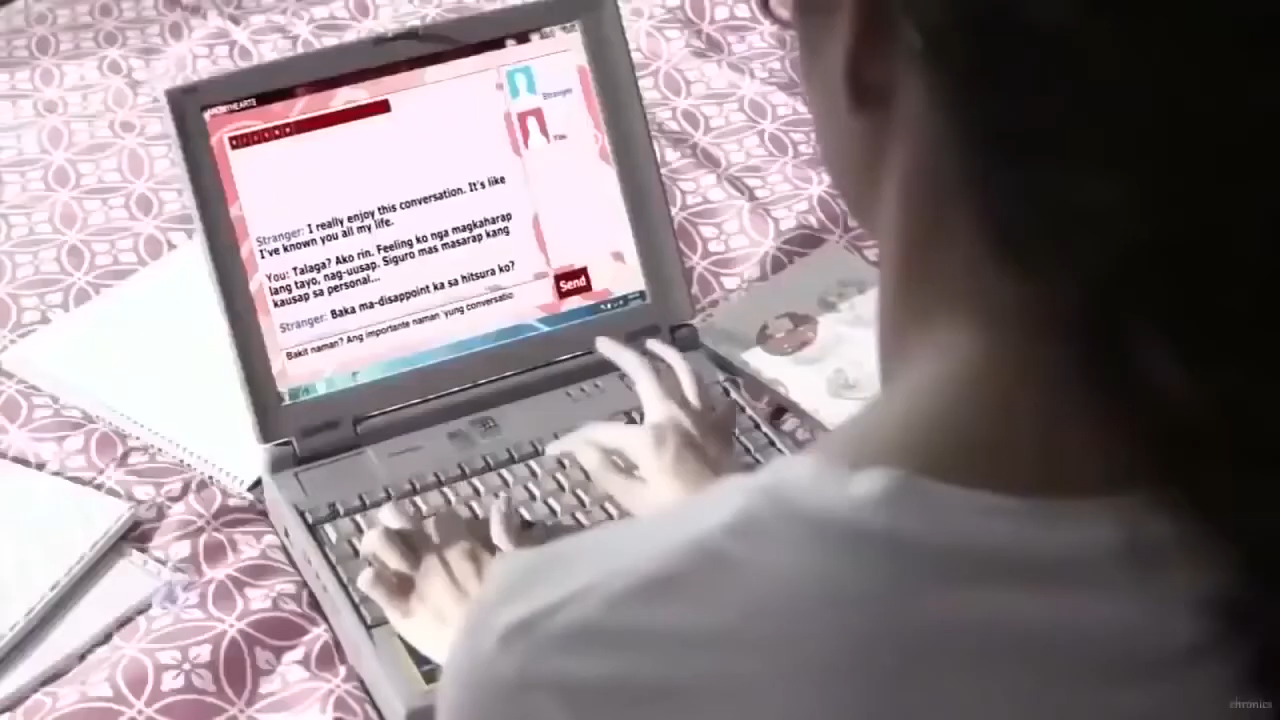 Stranger
You
Stranger: I really enjoy this conversation. It's like
I've known you all my life.
You: Talaga? Ako rin. Feeling ko nga magkaharap
lang tayo, nag-uusap. Siguro mas masarap kang
kausap sa personal...
Stranger: Baka ma-disappoint ka sa hitsura ko?
Send
Bakit naman? Ang importante naman 'yung conversatio
chronics